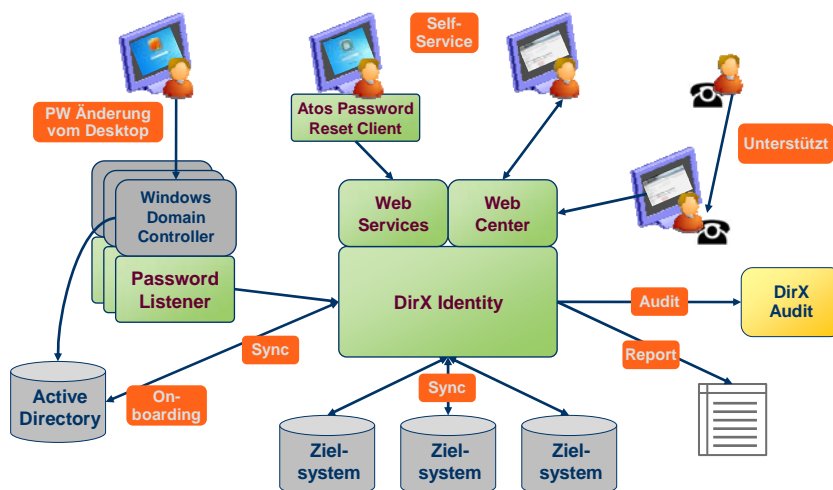 Self-
Service
PW Änderung
vom Desktop
Atos Password
Reset Client
Unterstützt
Windows
Domain
Controller
Web
Services
Web
Center
Password
Listener
DirX Identity
Audit
DirX
Audit
Sync
Report
Active
Directory
On-
boarding
Sync
Ziel-
system
Ziel-
system
Ziel-
system